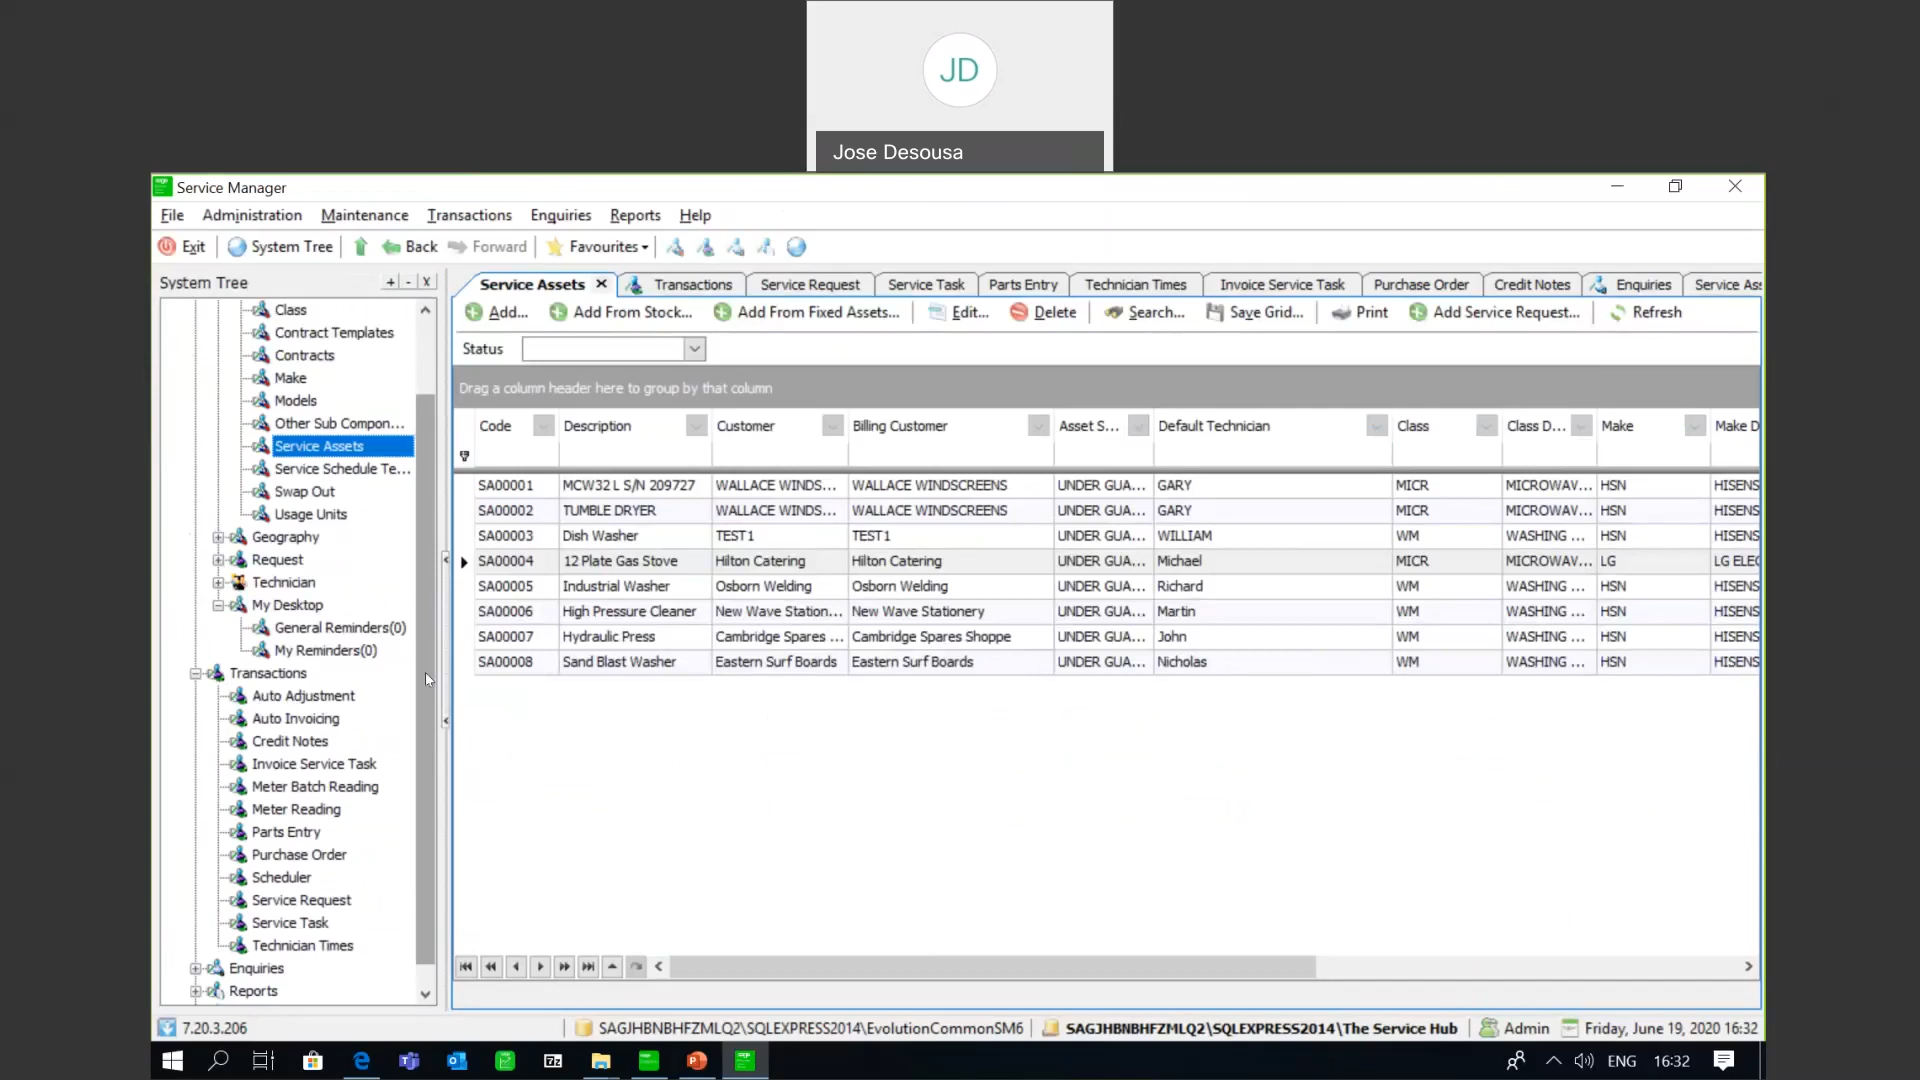 JD
Jose Desousa
Service Manager
File Administration Maintenance Transactions Enquiries Reports Help
Exit System Tree Back Forward Favourites
System Tree + - X
Service Assets Transactions Service Request Service Task Parts Entry Technician Times Invoice Service Task Purchase Order Credit Notes Enquiries Service Ass
Add... Add From Stock... Add From Fixed Assets... Edit... Delete Search... Save Grid... Print Add Service Request... Refresh
Status
Drag a column header here to group by that column
Code Description Customer Billing Customer Asset S... Default Technician Class Class D... Make Make D
SA00001 MCW32 L S/N 209727 WALLACE WINDS... WALLACE WINDSCREENS UNDER GUA... GARY MICR MICROWAV... HSN HISENS
SA00002 TUMBLE DRYER WALLACE WINDS... WALLACE WINDSCREENS UNDER GUA... GARY MICR MICROWAV... HSN HISENS
SA00003 Dish Washer TEST1 TEST1 UNDER GUA... WILLIAM WM WASHING ... HSN HISENS
SA00004 12 Plate Gas Stove Hilton Catering Hilton Catering UNDER GUA... Michael MICR MICROWAV... LG LG ELEC
SA00005 Industrial Washer Osborn Welding Osborn Welding UNDER GUA... Richard WM WASHING ... HSN HISENS
SA00006 High Pressure Cleaner New Wave Station... New Wave Stationery UNDER GUA... Martin WM WASHING ... HSN HISENS
SA00007 Hydraulic Press Cambridge Spares ... Cambridge Spares Shoppe UNDER GUA... John WM WASHING ... HSN HISENS
SA00008 Sand Blast Washer Eastern Surf Boards Eastern Surf Boards UNDER GUA... Nicholas WM WASHING ... HSN HISENS
Class
Contract Templates
Contracts
Make
Models
Other Sub Compon...
Service Assets
Service Schedule Te...
Swap Out
Usage Units
Geography
Request
Technician
My Desktop
General Reminders(0)
My Reminders(0)
Transactions
Auto Adjustment
Auto Invoicing
Credit Notes
Invoice Service Task
Meter Batch Reading
Meter Reading
Parts Entry
Purchase Order
Scheduler
Service Request
Service Task
Technician Times
Enquiries
Reports
7.20.3.206 SAGJHBNBHFZMLQ2\SQLEXPRESS2014\EvolutionCommonSM6 SAGJHBNBHFZMLQ2\SQLEXPRESS2014\The Service Hub Admin Friday, June 19, 2020 16:32
ENG 16:32